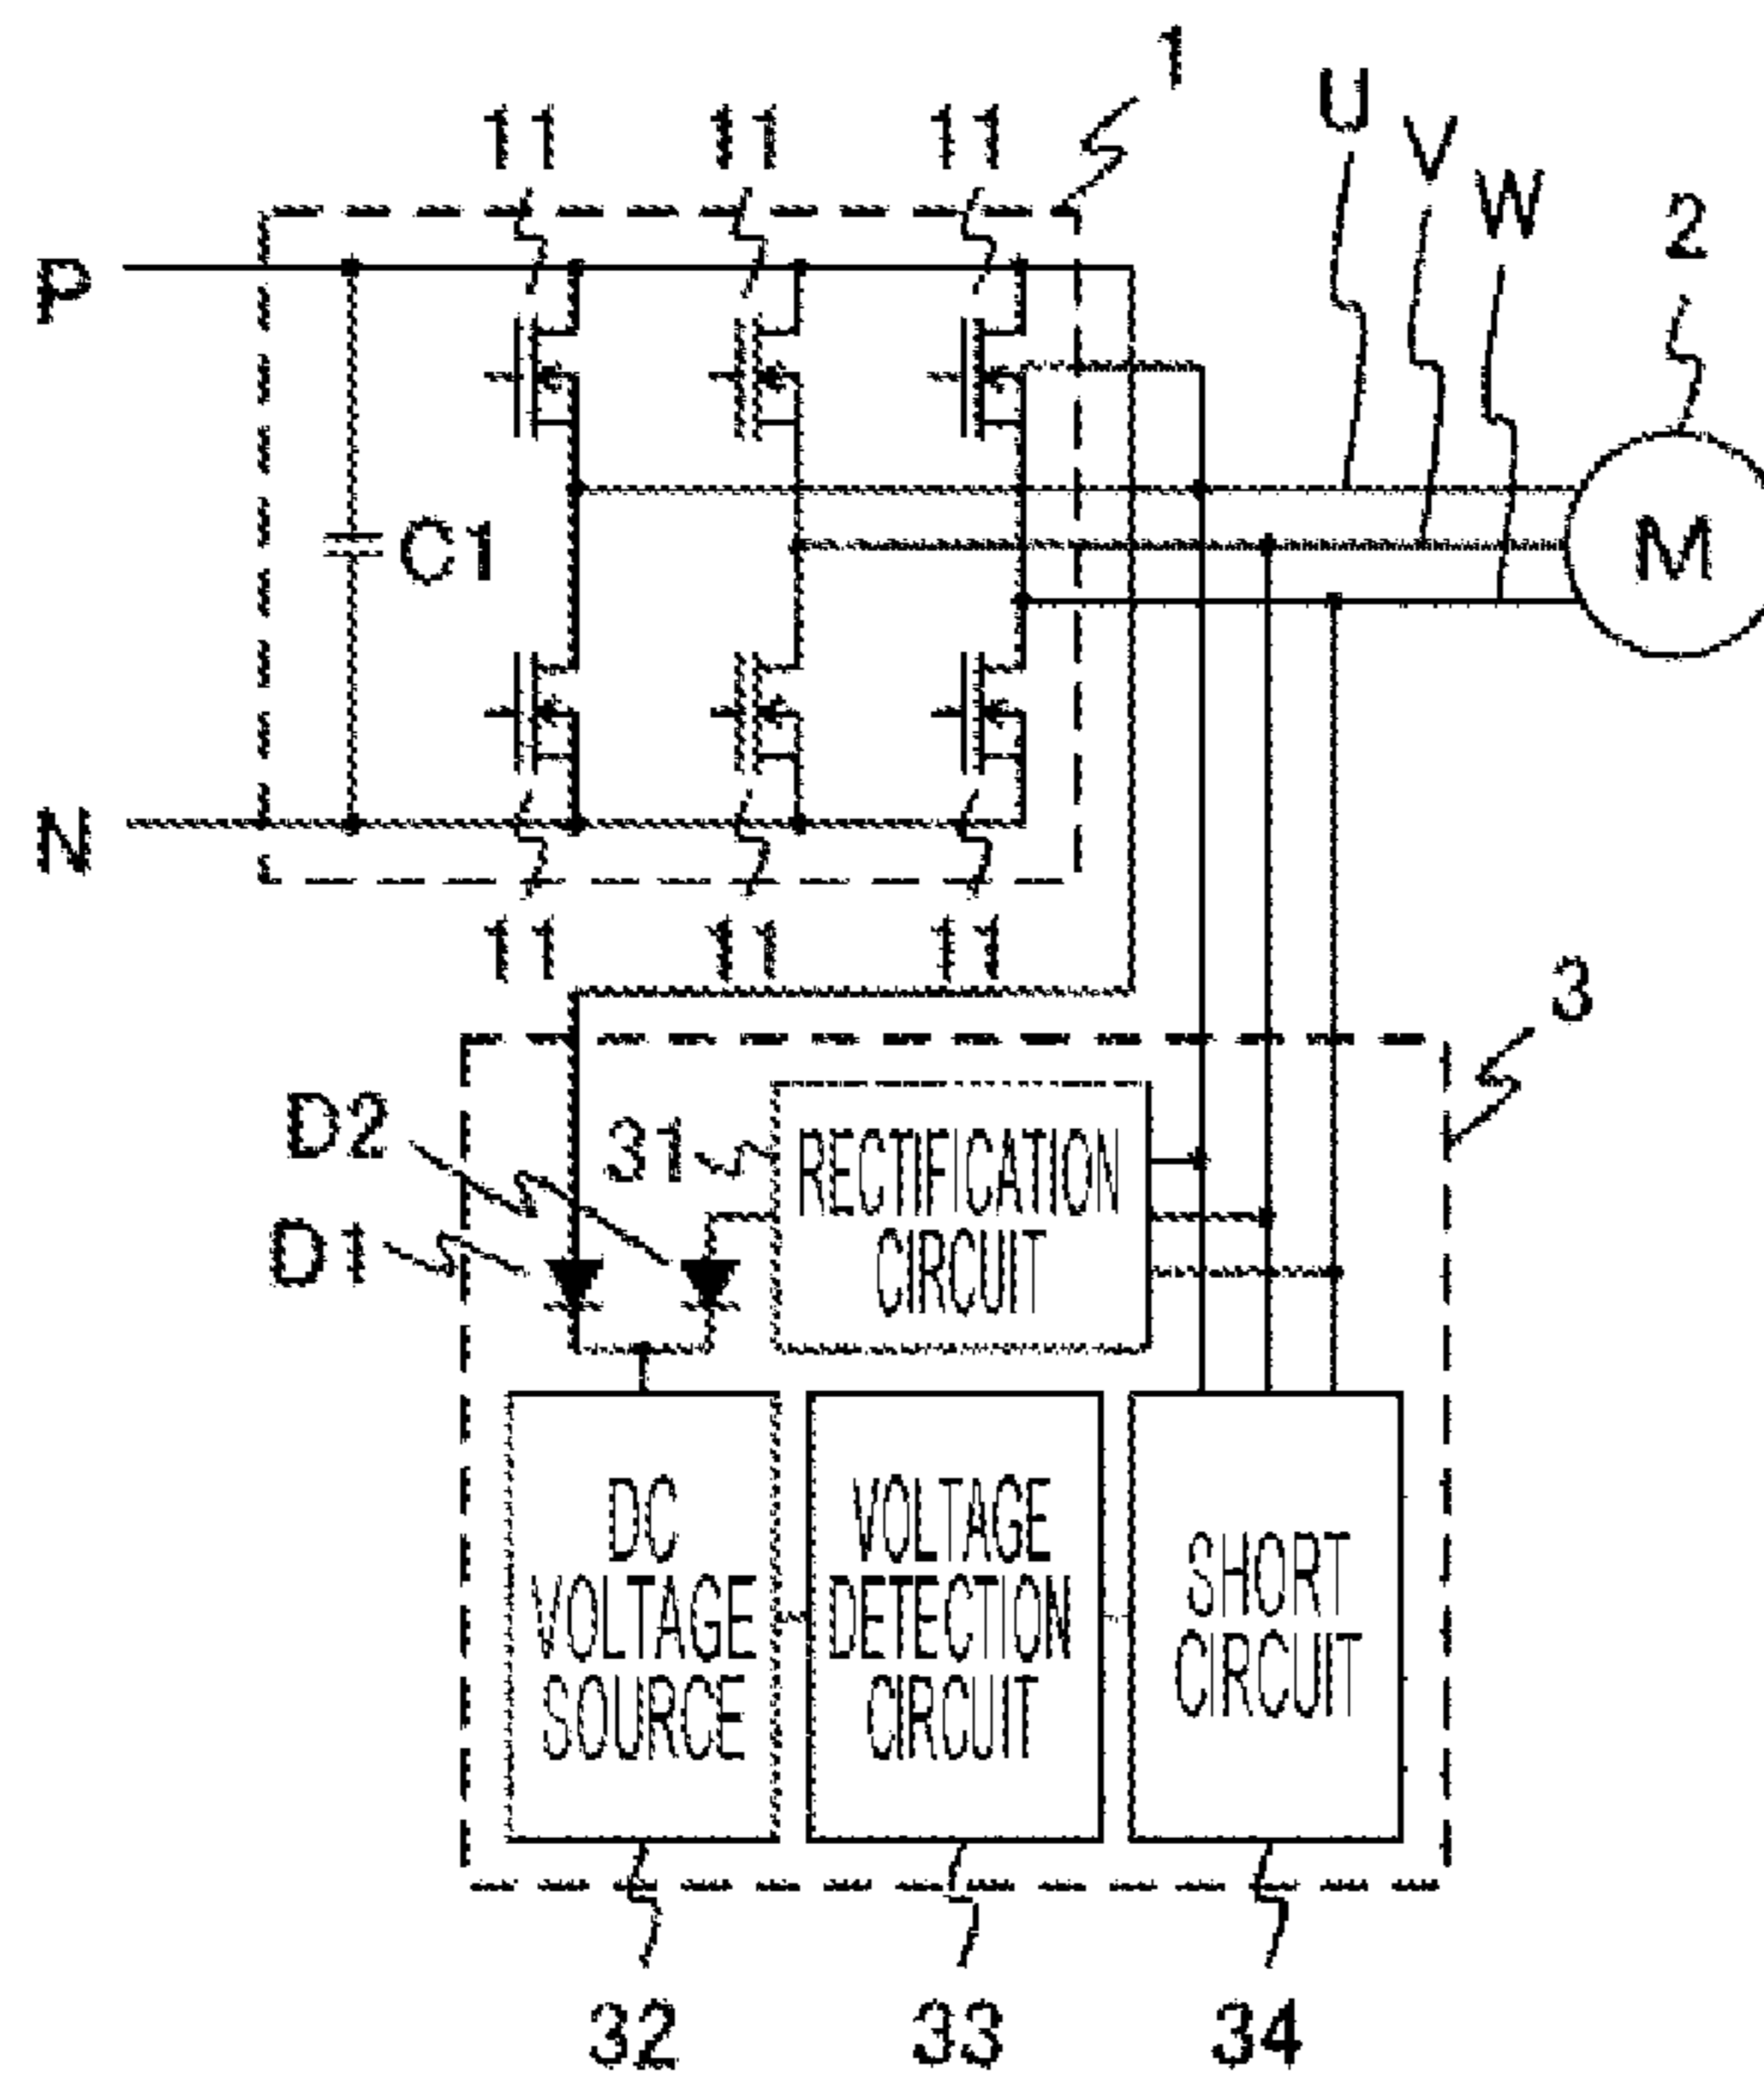 1
11 11 11
U
V
W
2
P
C1
M
N
11 11 11
3
D2
31
RECTIFICATION
CIRCUIT
D1
DC
VOLTAGE
SOURCE
VOLTAGE
DETECTION
CIRCUIT
SHORT
CIRCUIT
32
33
34